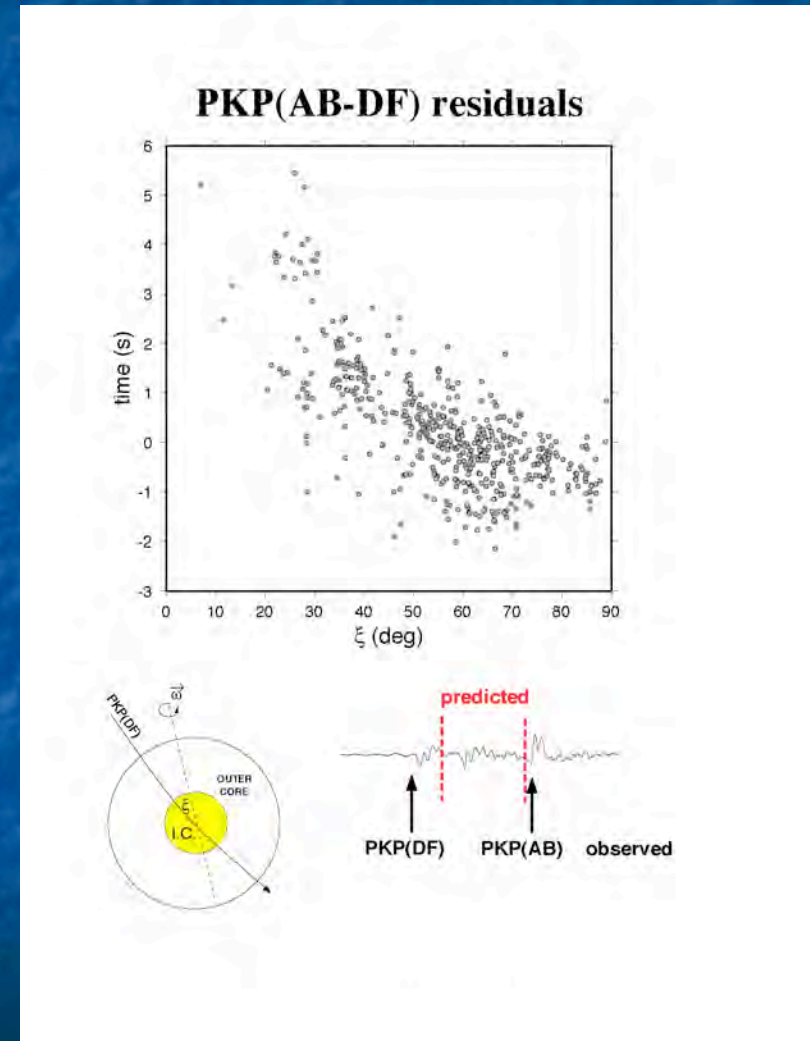 PKP(AB-DF) residuals
6
5
4
3
2
1
0
-1
-2
-3
time (s)
0 10 20 30 40 50 60 70 80 90
ξ (deg)
PKP(DF)
OUTER
CORE
ξ
I.C.
predicted
PKP(DF) PKP(AB) observed